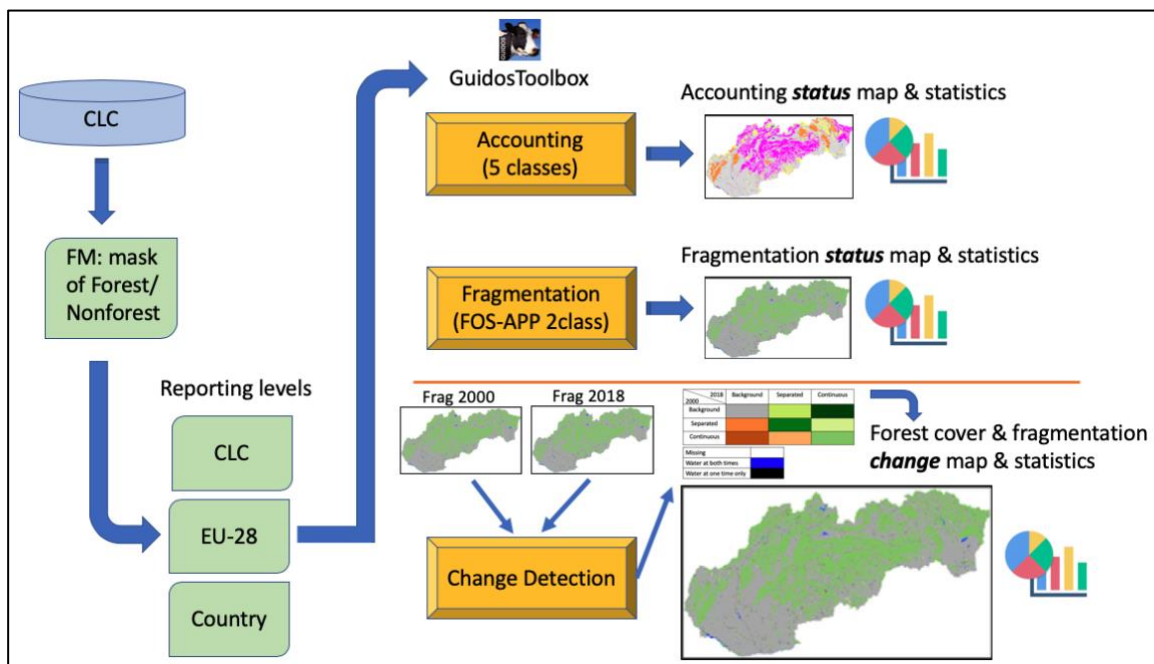 CLC
FM: mask
of Forest/
Nonforest
Reporting levels
CLC
EU-28
Country
GUIDOS
GuidosToolbox
Accounting
(5 classes)
Accounting status map & statistics
Fragmentation
(FOS-APP 2class)
Fragmentation status map & statistics
Frag 2000
Frag 2018
2018
2000
Background
Separated
Continuous
Background
Separated
Continuous
Missing
Water at both times
Water at one time only
Forest cover & fragmentation
change map & statistics
Change Detection